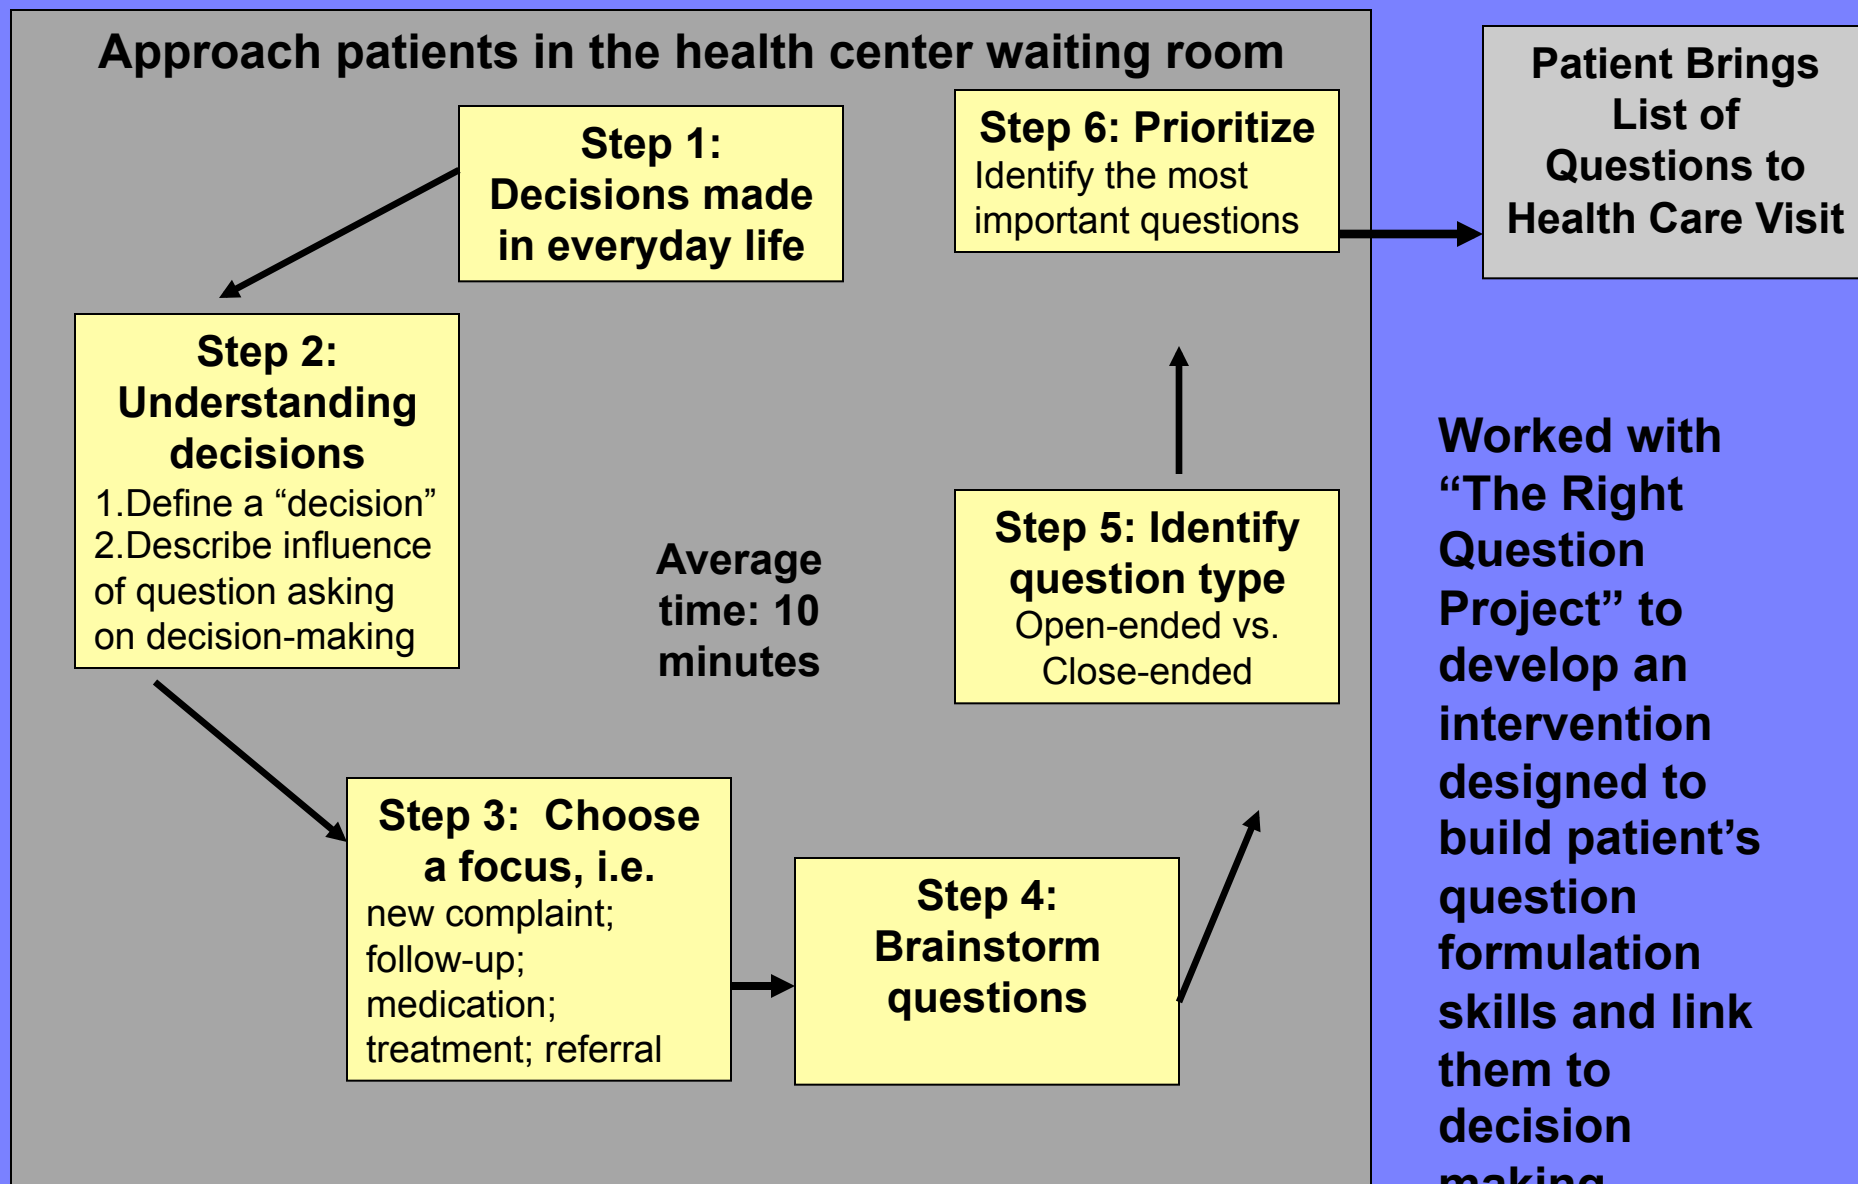 Approach patients in the health center waiting room
Step 1:
Decisions made
in everyday life
Step 2:
Understanding
decisions
1.Define a “decision”
2.Describe influence
of question asking
on decision-making
Step 3:  Choose
a focus, i.e.
new complaint;
follow-up;
medication;
treatment; referral
Step 4:
Brainstorm
questions
Step 5: Identify
question type
Open-ended vs.
Close-ended
Step 6: Prioritize
Identify the most
important questions
Average
time: 10
minutes
Patient Brings
List of
Questions to
Health Care Visit
Worked with
“The Right
Question
Project” to
develop an
intervention
designed to
build patient’s
question
formulation
skills and link
them to
decision
making